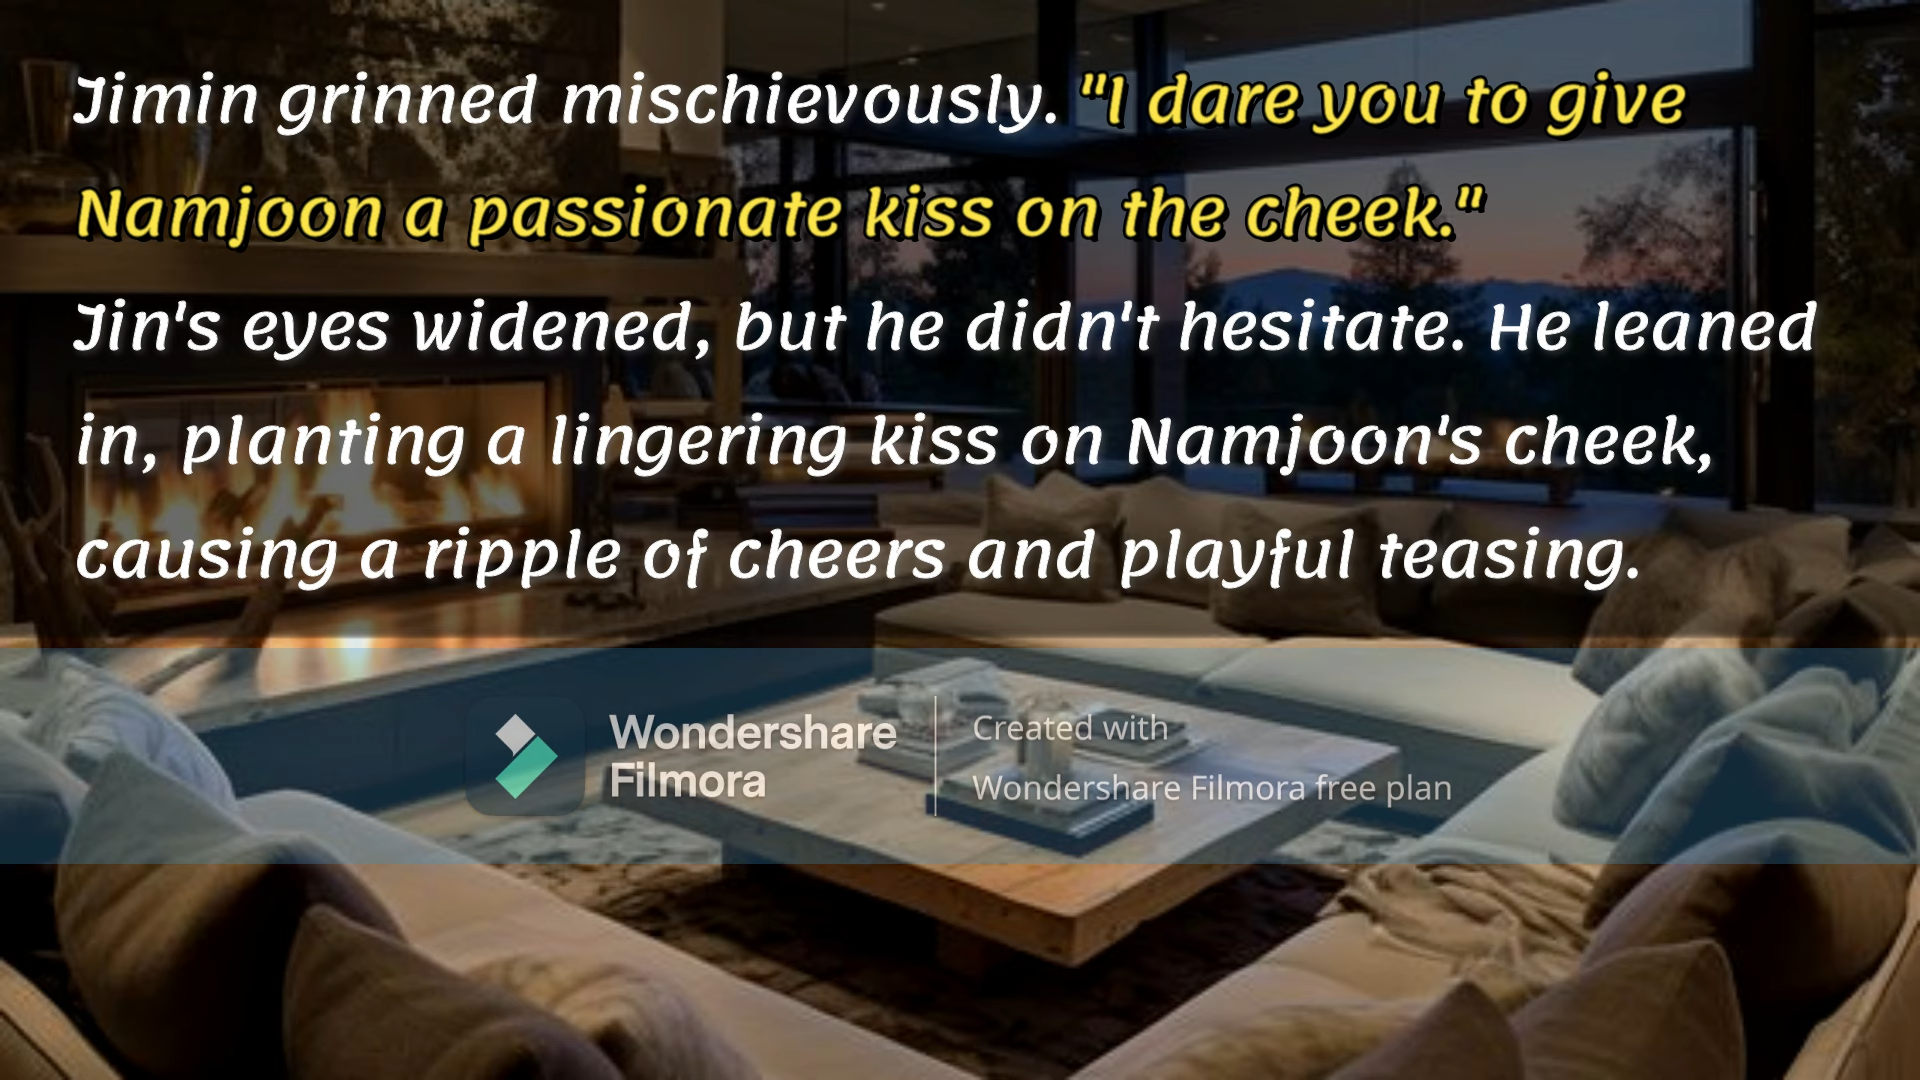 Jimin grinned mischievously. "I dare you to give
Namjoon a passionate kiss on the cheek."
Jin's eyes widened, but he didn't hesitate. He leaned
in, planting a lingering kiss on Namjoon's cheek,
causing a ripple of cheers and playful teasing.
Wondershare
Filmora
Created with
Wondershare Filmora free plan